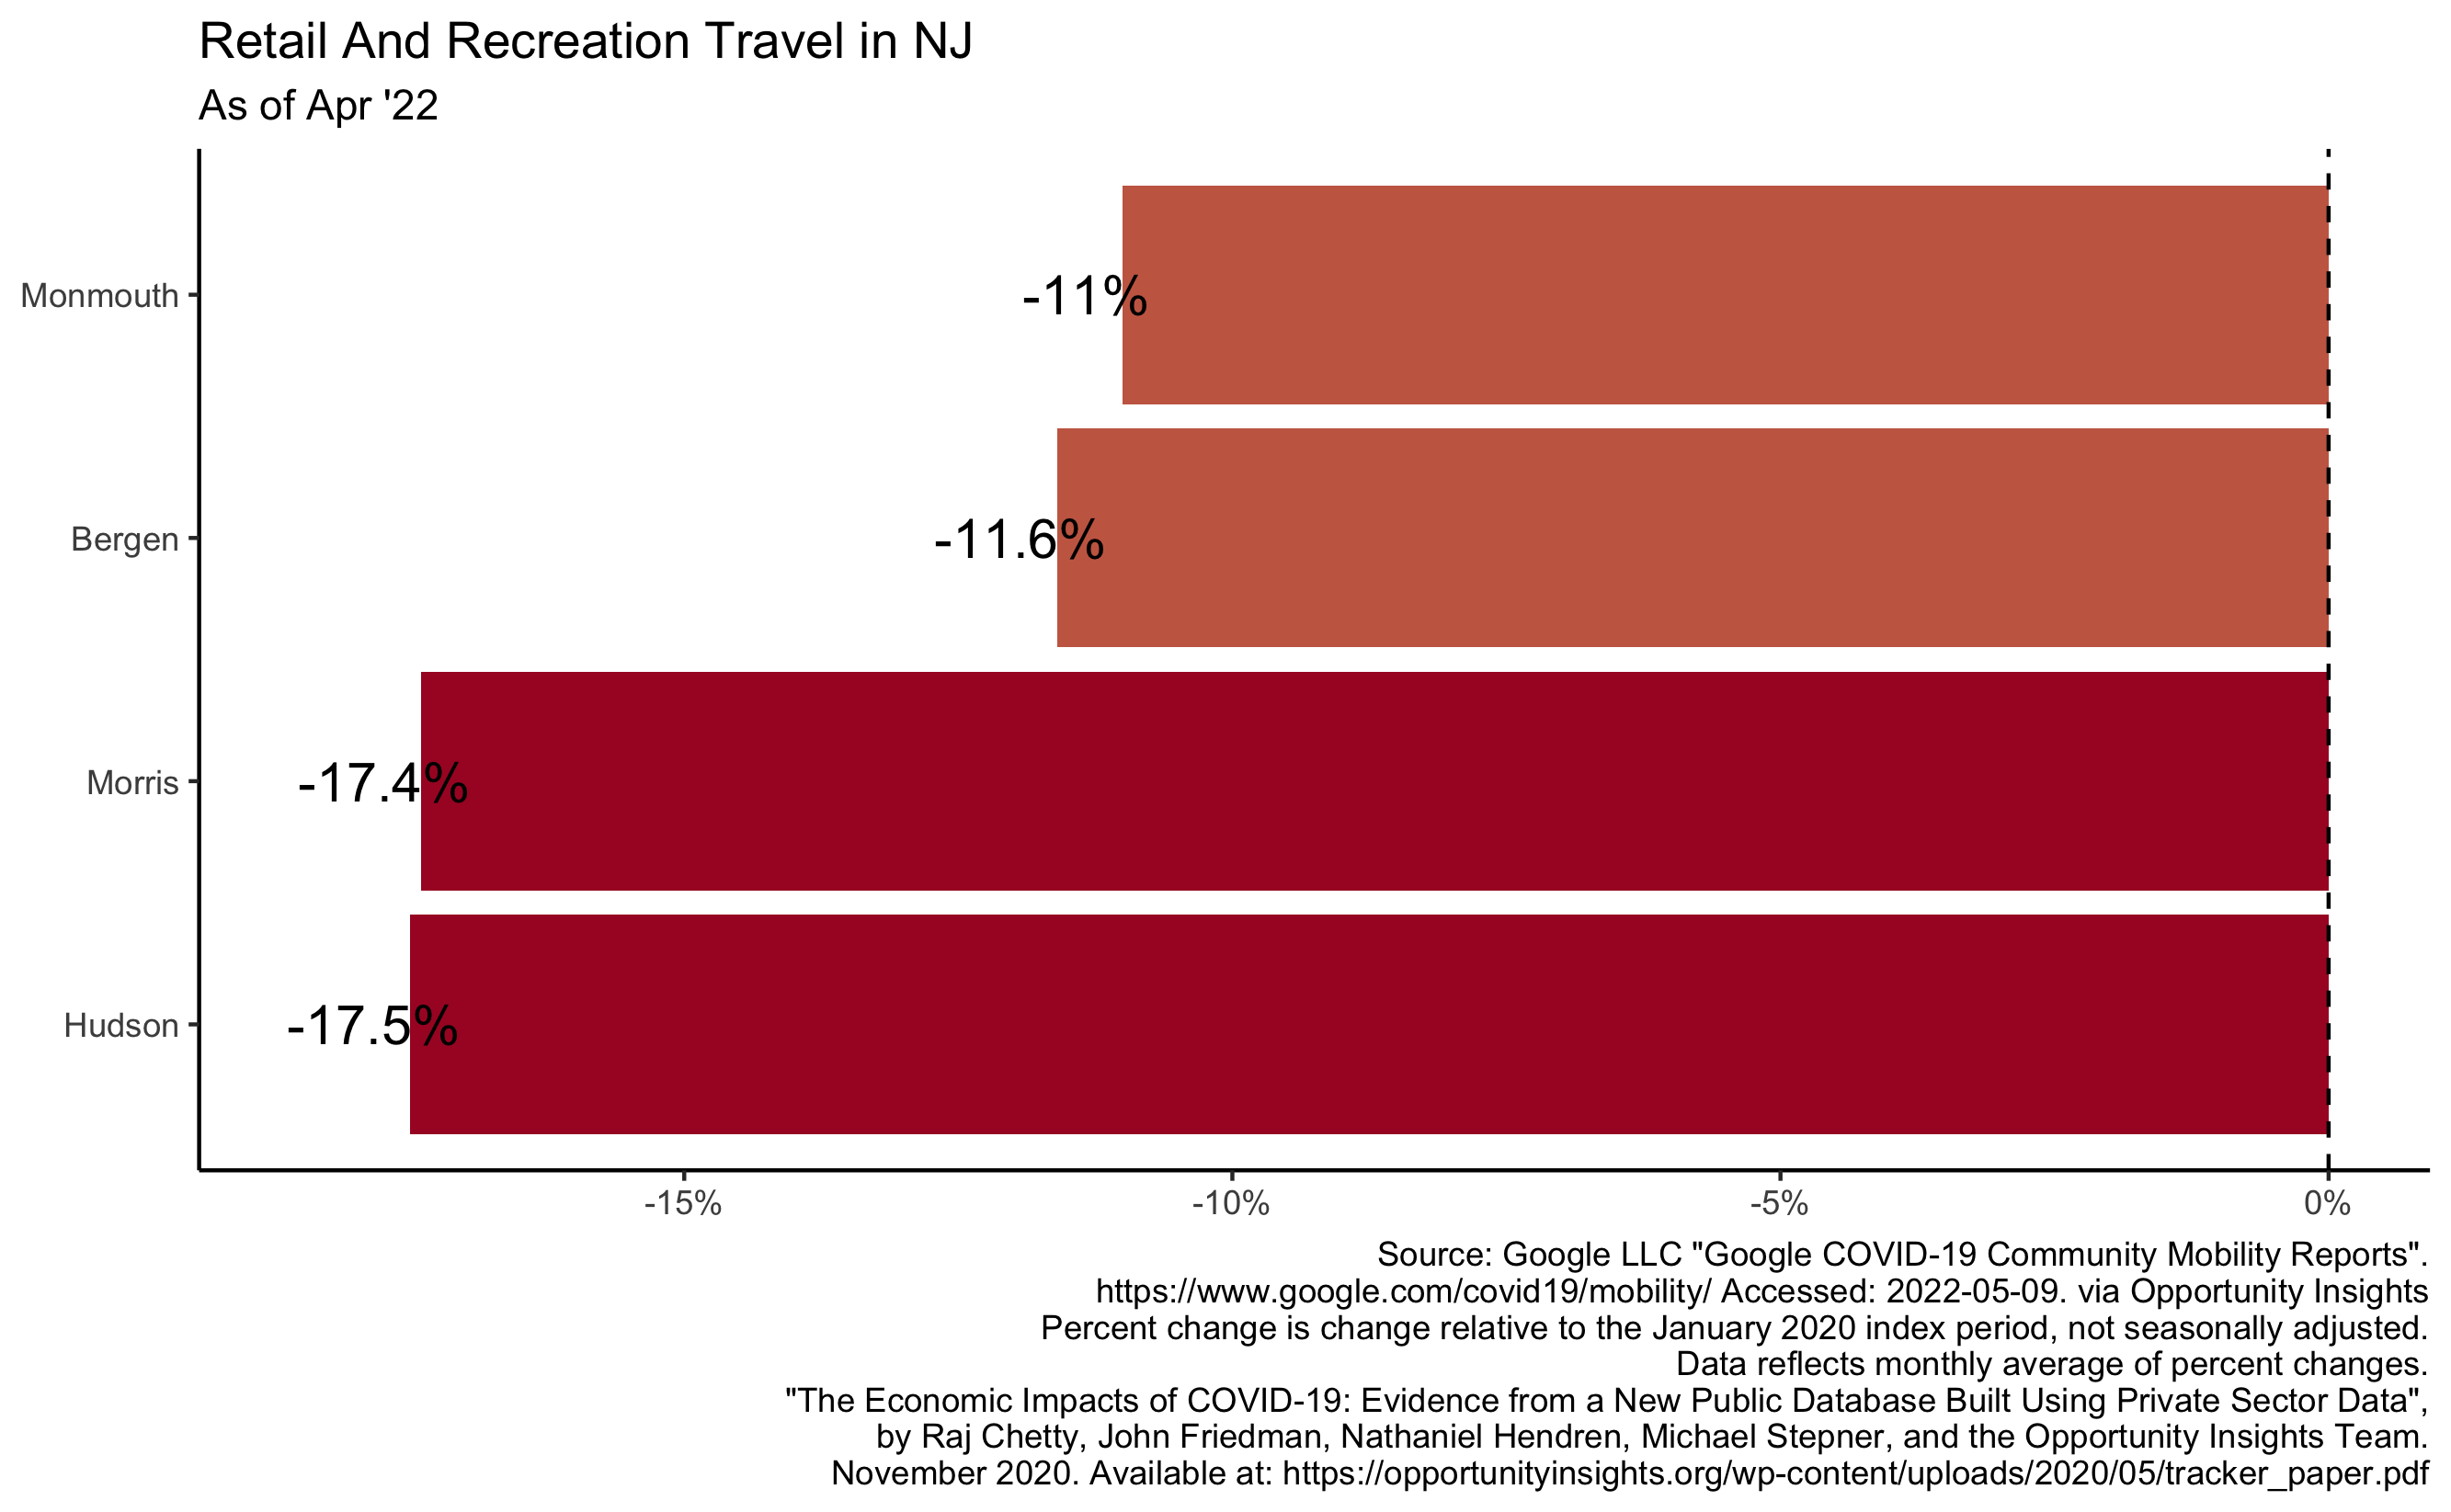 Retail And Recreation Travel in NJ
As of Apr '22
Monmouth
-11%
Bergen
-11.6%
Morris
-17.4%
Hudson
-17.5%
-15%
-10%
-5%
0%
Source: Google LLC "Google COVID-19 Community Mobility Reports".
https://www.google.com/covid19/mobility/ Accessed: 2022-05-09. via Opportunity Insights
Percent change is change relative to the January 2020 index period, not seasonally adjusted.
Data reflects monthly average of percent changes.
"The Economic Impacts of COVID-19: Evidence from a New Public Database Built Using Private Sector Data",
by Raj Chetty, John Friedman, Nathaniel Hendren, Michael Stepner, and the Opportunity Insights Team.
November 2020. Available at: https://opportunityinsights.org/wp-content/uploads/2020/05/tracker_paper.pdf